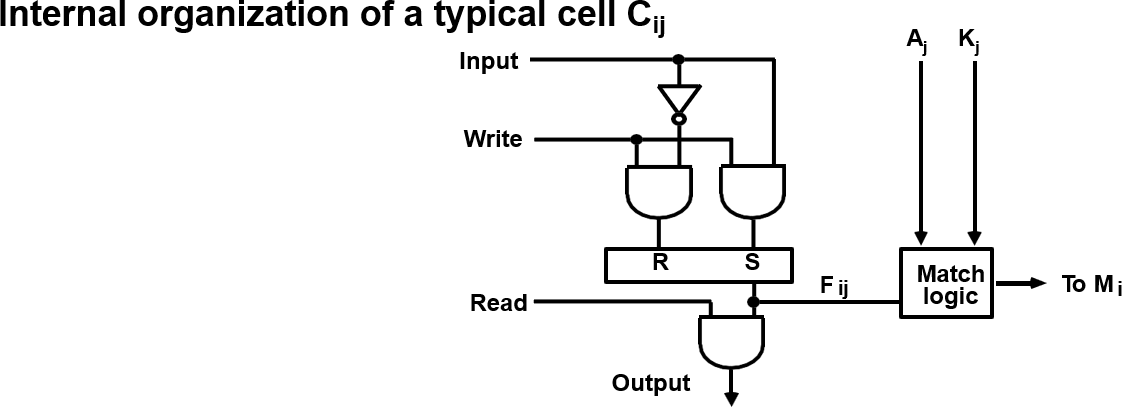 Internal organization of a typical cell Cij
Aj Kj
Input
Write
R S
Match
logic
To Mi
Fij
Read
Output